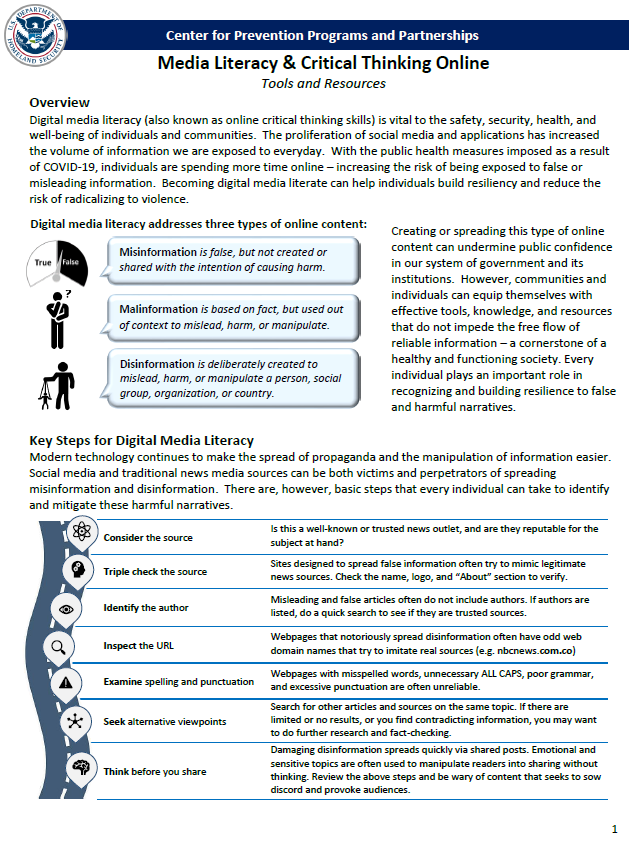 U.S. DEPARTMENT OF
HOMELAND SECURITY
Center for Prevention Programs and Partnerships
Media Literacy & Critical Thinking Online
Tools and Resources
Overview
Digital media literacy (also known as online critical thinking skills) is vital to the safety, security, health, and
well-being of individuals and communities. The proliferation of social media and applications has increased
the volume of information we are exposed to everyday. With the public health measures imposed as a result
of COVID-19, individuals are spending more time online – increasing the risk of being exposed to false or
misleading information. Becoming digital media literate can help individuals build resiliency and reduce the
risk of radicalizing to violence.
Digital media literacy addresses three types of online content:
True False
Misinformation is false, but not created or
shared with the intention of causing harm.
?
Malinformation is based on fact, but used out
of context to mislead, harm, or manipulate.
Disinformation is deliberately created to
mislead, harm, or manipulate a person, social
group, organization, or country.
Creating or spreading this type of online
content can undermine public confidence
in our system of government and its
institutions. However, communities and
individuals can equip themselves with
effective tools, knowledge, and resources
that do not impede the free flow of
reliable information – a cornerstone of a
healthy and functioning society. Every
individual plays an important role in
recognizing and building resilience to false
and harmful narratives.
Key Steps for Digital Media Literacy
Modern technology continues to make the spread of propaganda and the manipulation of information easier.
Social media and traditional news media sources can be both victims and perpetrators of spreading
misinformation and disinformation. There are, however, basic steps that every individual can take to identify
and mitigate these harmful narratives.
Consider the source
Is this a well-known or trusted news outlet, and are they reputable for the
subject at hand?
Triple check the source
Sites designed to spread false information often try to mimic legitimate
news sources. Check the name, logo, and “About” section to verify.
Identify the author
Misleading and false articles often do not include authors. If authors are
listed, do a quick search to see if they are trusted sources.
Inspect the URL
Webpages that notoriously spread disinformation often have odd web
domain names that try to imitate real sources (e.g. nbcnews.com.co)
Examine spelling and punctuation
Webpages with misspelled words, unnecessary ALL CAPS, poor grammar,
and excessive punctuation are often unreliable.
Seek alternative viewpoints
Search for other articles and sources on the same topic. If there are
limited or no results, or you find contradicting information, you may want
to do further research and fact-checking.
Think before you share
Damaging disinformation spreads quickly via shared posts. Emotional and
sensitive topics are often used to manipulate readers into sharing without
thinking. Review the above steps and be wary of content that seeks to sow
discord and provoke audiences.
1